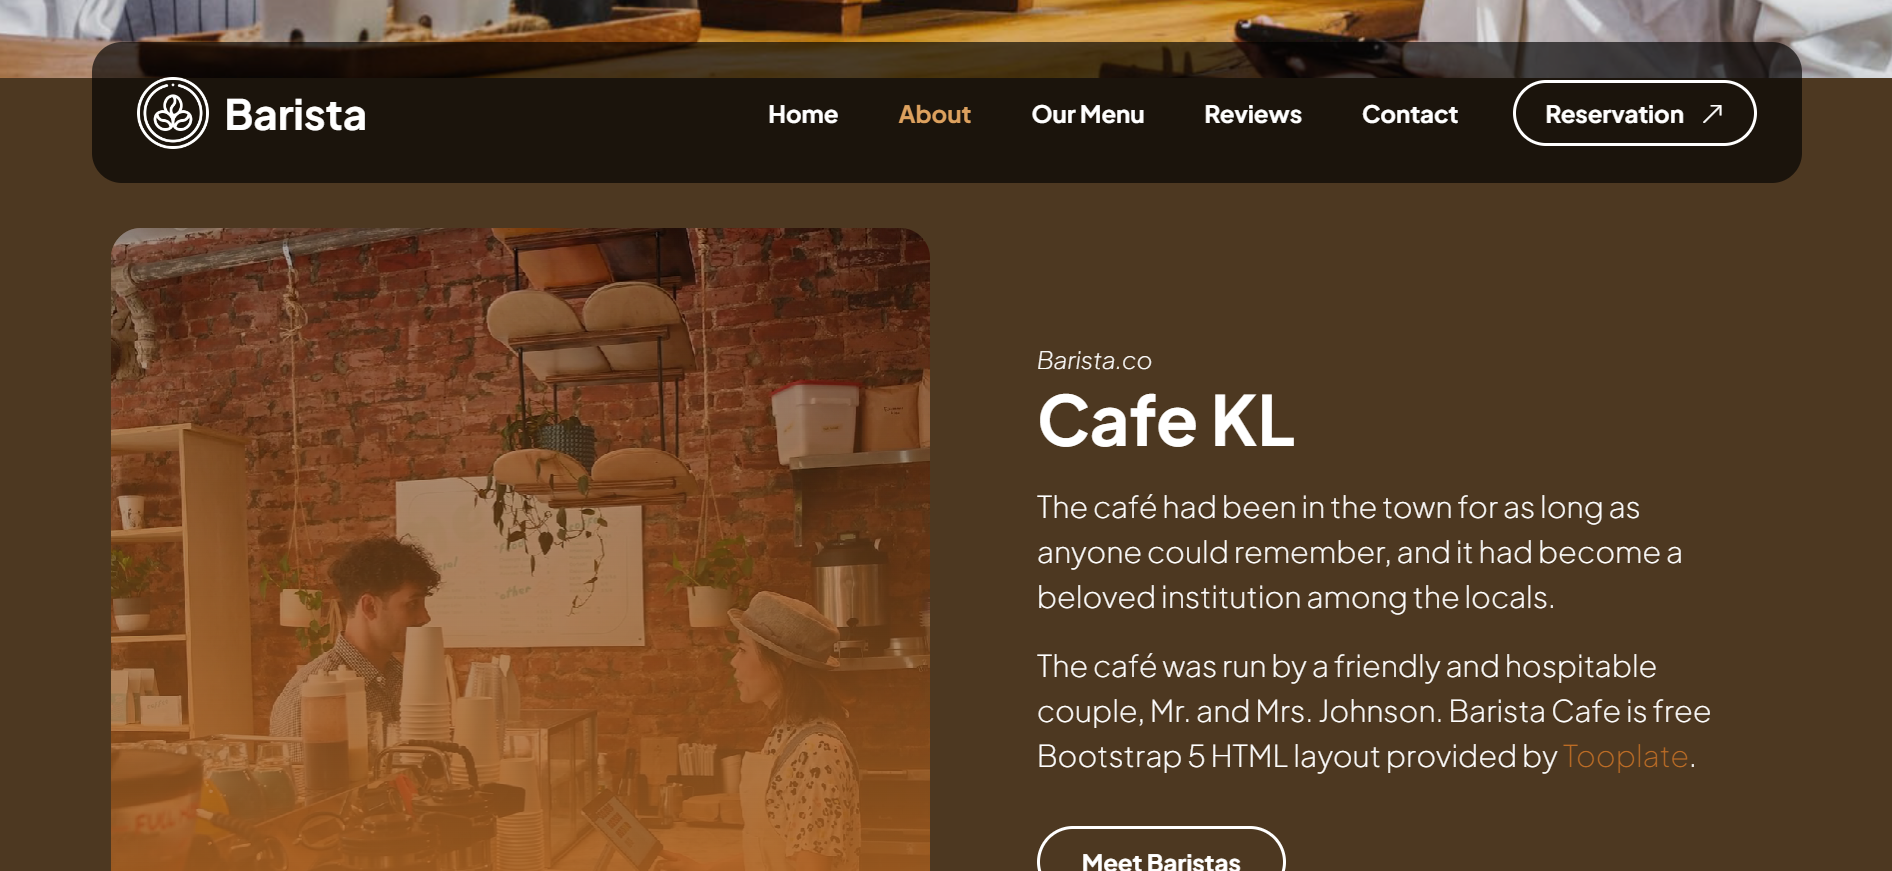 Barista
Home
About
Our Menu
Reviews
Contact
Reservation
Barista.co
Cafe KL
The café had been in the town for as long as
anyone could remember, and it had become a
beloved institution among the locals.
The café was run by a friendly and hospitable
couple, Mr. and Mrs. Johnson. Barista Cafe is free
Bootstrap 5 HTML layout provided by Tooplate.
Meet Baristas
other